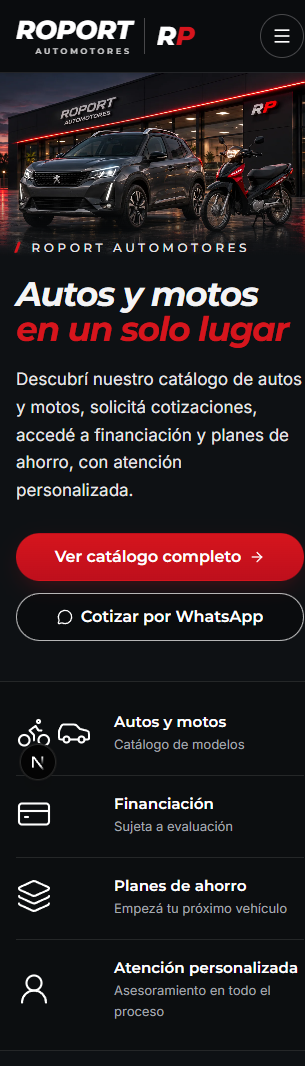 ROPORT
AUTOMOTORES
RP
ROPORT
AUTOMOTORES
RP
/ ROPORT AUTOMOTORES
Autos y motos
en un solo lugar
Descubrí nuestro catálogo de autos
y motos, solicitá cotizaciones,
accedé a financiación y planes de
ahorro, con atención
personalizada.
Ver catálogo completo →
Cotizar por WhatsApp
Autos y motos
Catálogo de modelos
N
Financiación
Sujeta a evaluación
Planes de ahorro
Empezá tu próximo vehículo
Atención personalizada
Asesoramiento en todo el
proceso